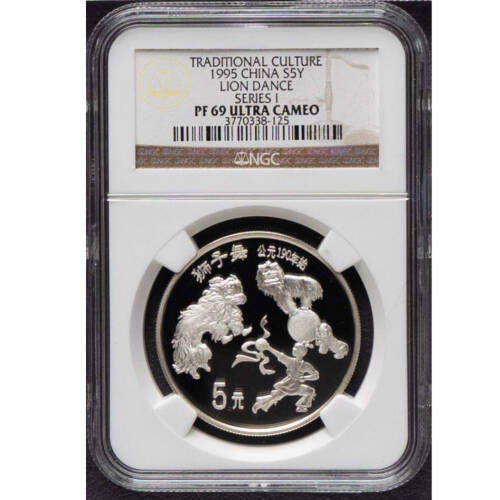 TRADITIONAL CULTURE
1995 CHINA S5Y
LION DANCE
SERIES I
PF 69 ULTRA CAMEO
3770338-125
NGC
狮子舞 公元190年始
5元